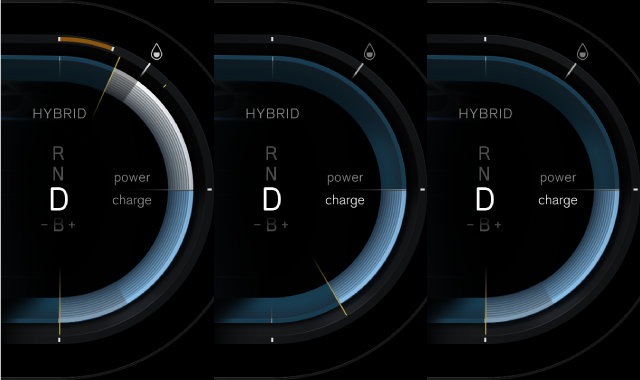 HYBRID
R
N
D
– B +
power
charge
HYBRID
R
N
D
– B +
power
charge
HYBRID
R
N
D
– B +
power
charge